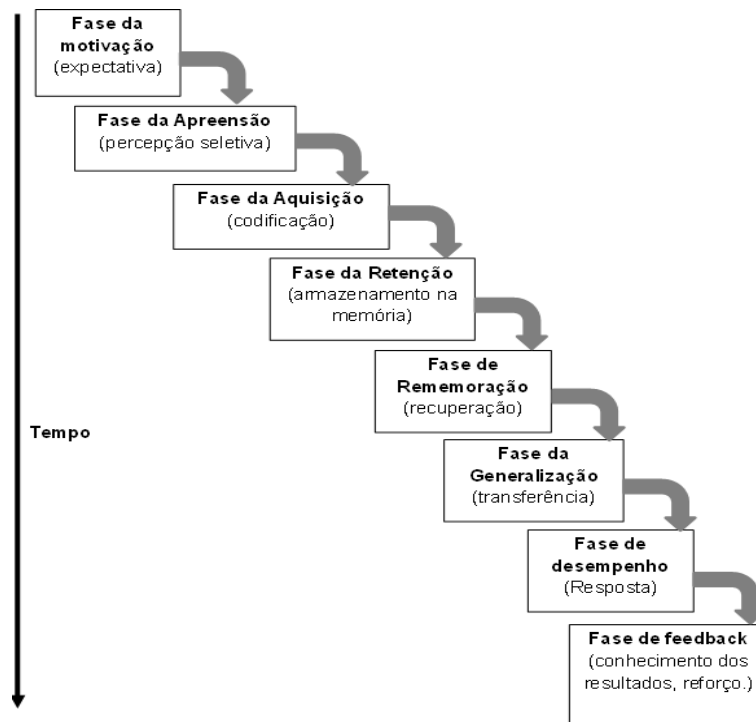 Fase da
motivação
(expectativa)
Fase da Apreensão
(percepção seletiva)
Fase da Aquisição
(codificação)
Fase da Retenção
(armazenamento na
memória)
Fase de
Rememoração
(recuperação)
Tempo
Fase da
Generalização
(transferência)
Fase de
desempenho
(Resposta)
Fase de feedback
(conhecimento dos
resultados, reforço.)